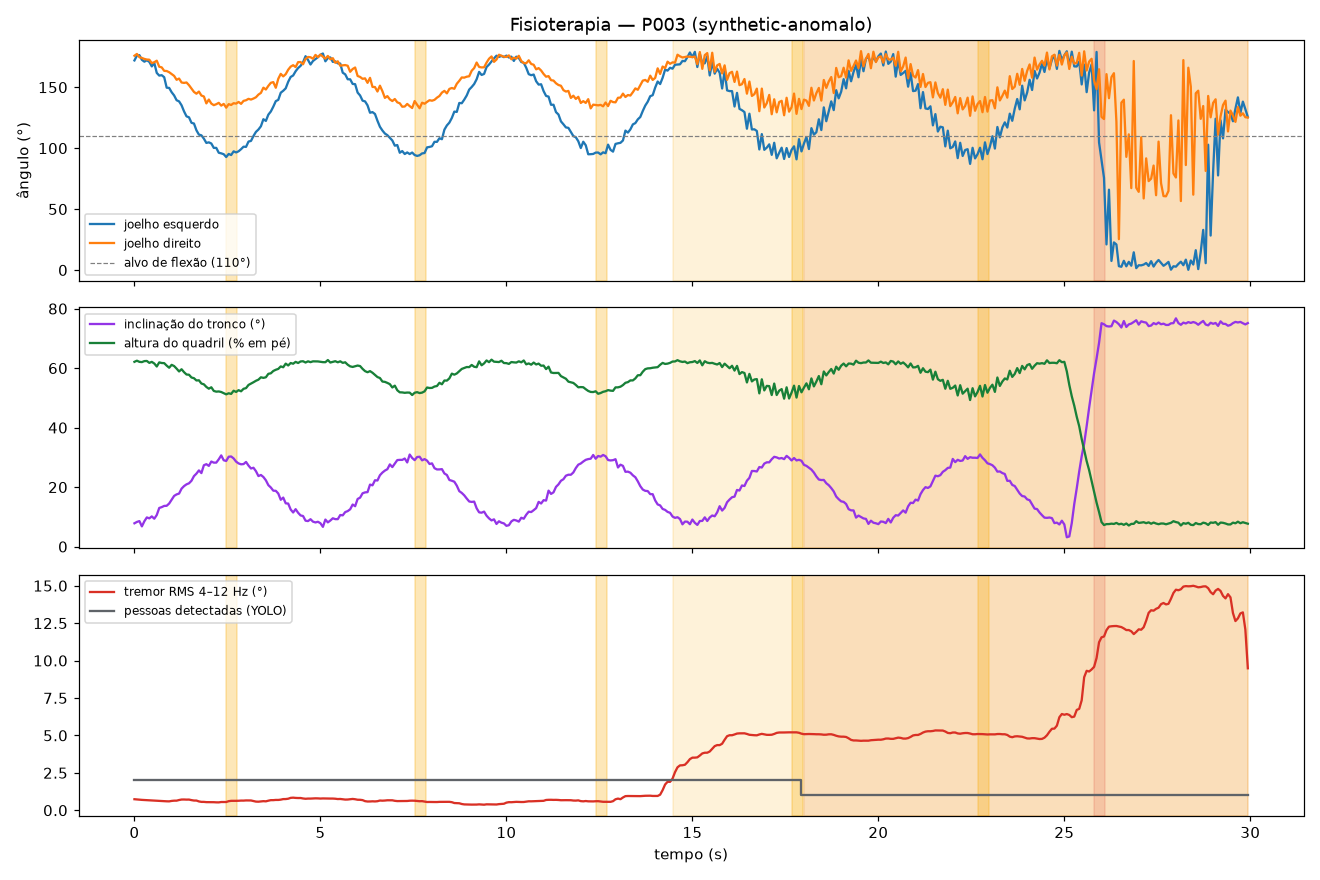 Fisioterapia — P003 (synthetic-anomalo)
ângulo (°)
150
100
50
0
joelho esquerdo
joelho direito
alvo de flexão (110°)
80
60
40
20
0
inclinação do tronco (°)
altura do quadril (% em pé)
15.0
12.5
10.0
7.5
5.0
2.5
0.0
tremor RMS 4–12 Hz (°)
pessoas detectadas (YOLO)
0 5 10 15 20 25 30
tempo (s)